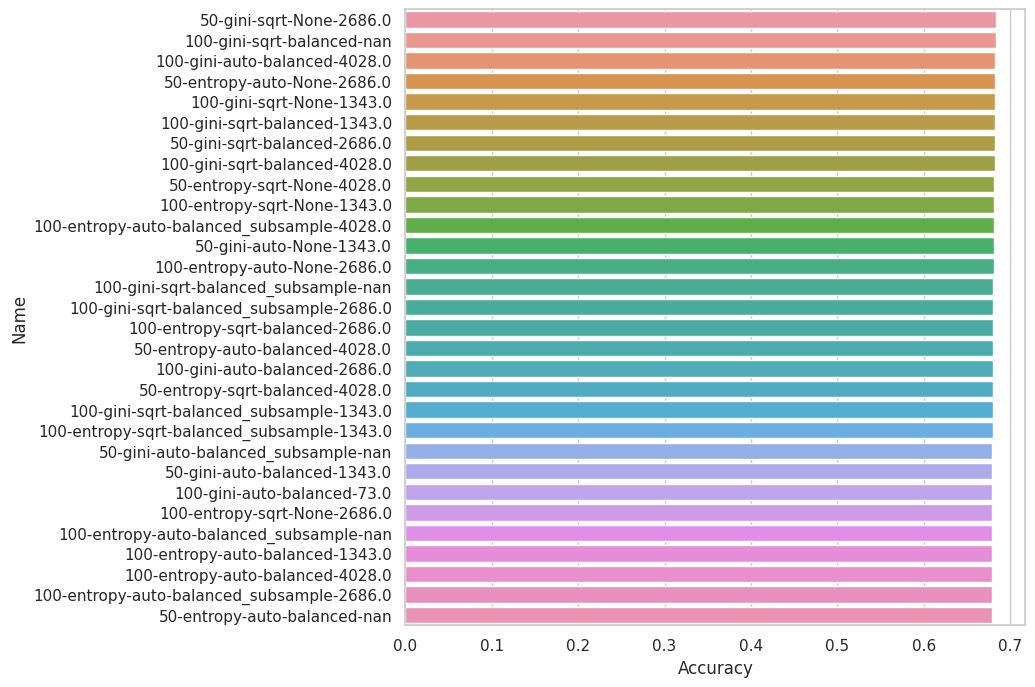 50-gini-sqrt-None-2686.0
100-gini-sqrt-balanced-nan
100-gini-auto-balanced-4028.0
50-entropy-auto-None-2686.0
100-gini-sqrt-None-1343.0
100-gini-sqrt-balanced-1343.0
50-gini-sqrt-balanced-2686.0
100-gini-sqrt-balanced-4028.0
50-entropy-sqrt-None-4028.0
100-entropy-sqrt-None-1343.0
100-entropy-auto-balanced_subsample-4028.0
50-gini-auto-None-1343.0
100-entropy-auto-None-2686.0
100-gini-sqrt-balanced_subsample-nan
100-gini-sqrt-balanced_subsample-2686.0
100-entropy-sqrt-balanced-2686.0
50-entropy-auto-balanced-4028.0
100-gini-auto-balanced-2686.0
50-entropy-sqrt-balanced-4028.0
100-gini-sqrt-balanced_subsample-1343.0
100-entropy-sqrt-balanced_subsample-1343.0
50-gini-auto-balanced_subsample-nan
50-gini-auto-balanced-1343.0
100-gini-auto-balanced-73.0
100-entropy-sqrt-None-2686.0
100-entropy-auto-balanced_subsample-nan
100-entropy-auto-balanced-1343.0
100-entropy-auto-balanced-4028.0
100-entropy-auto-balanced_subsample-2686.0
50-entropy-auto-balanced-nan
Name
0.0 0.1 0.2 0.3 0.4 0.5 0.6 0.7
Accuracy